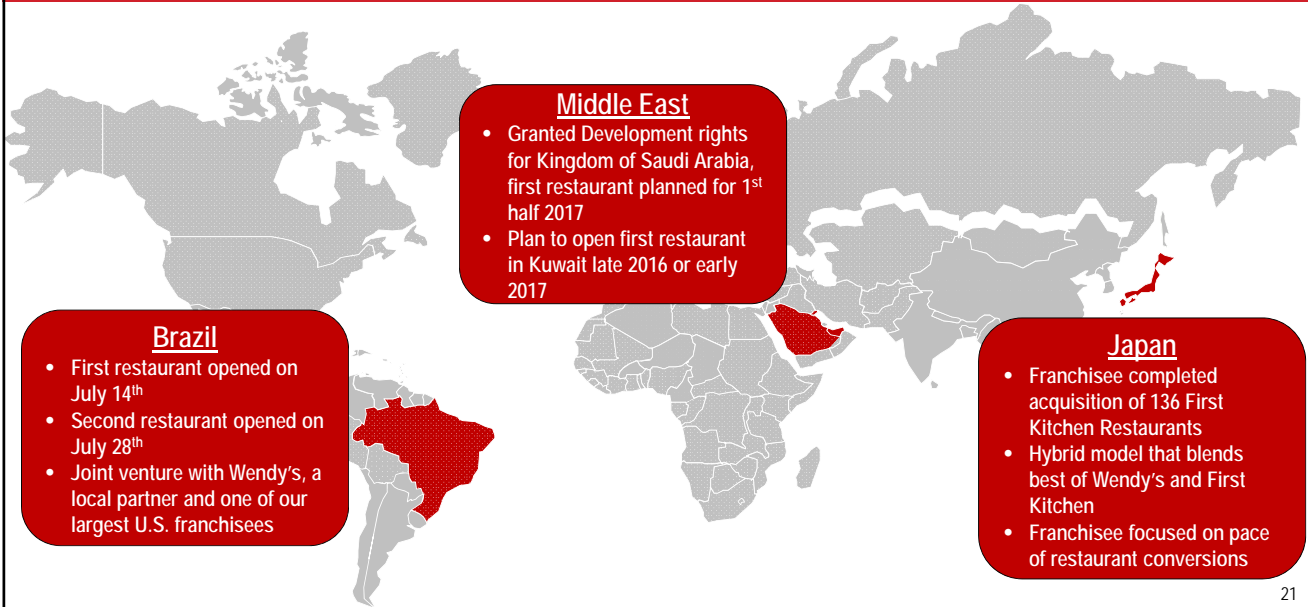 Middle East
• Granted Development rights
for Kingdom of Saudi Arabia,
first restaurant planned for 1st
half 2017
• Plan to open first restaurant
in Kuwait late 2016 or early
2017
Brazil
• First restaurant opened on
July 14th
• Second restaurant opened on
July 28th
• Joint venture with Wendy's, a
local partner and one of our
largest U.S. franchisees
Japan
• Franchisee completed
acquisition of 136 First
Kitchen Restaurants
• Hybrid model that blends
best of Wendy's and First
Kitchen
• Franchisee focused on pace
of restaurant conversions
21